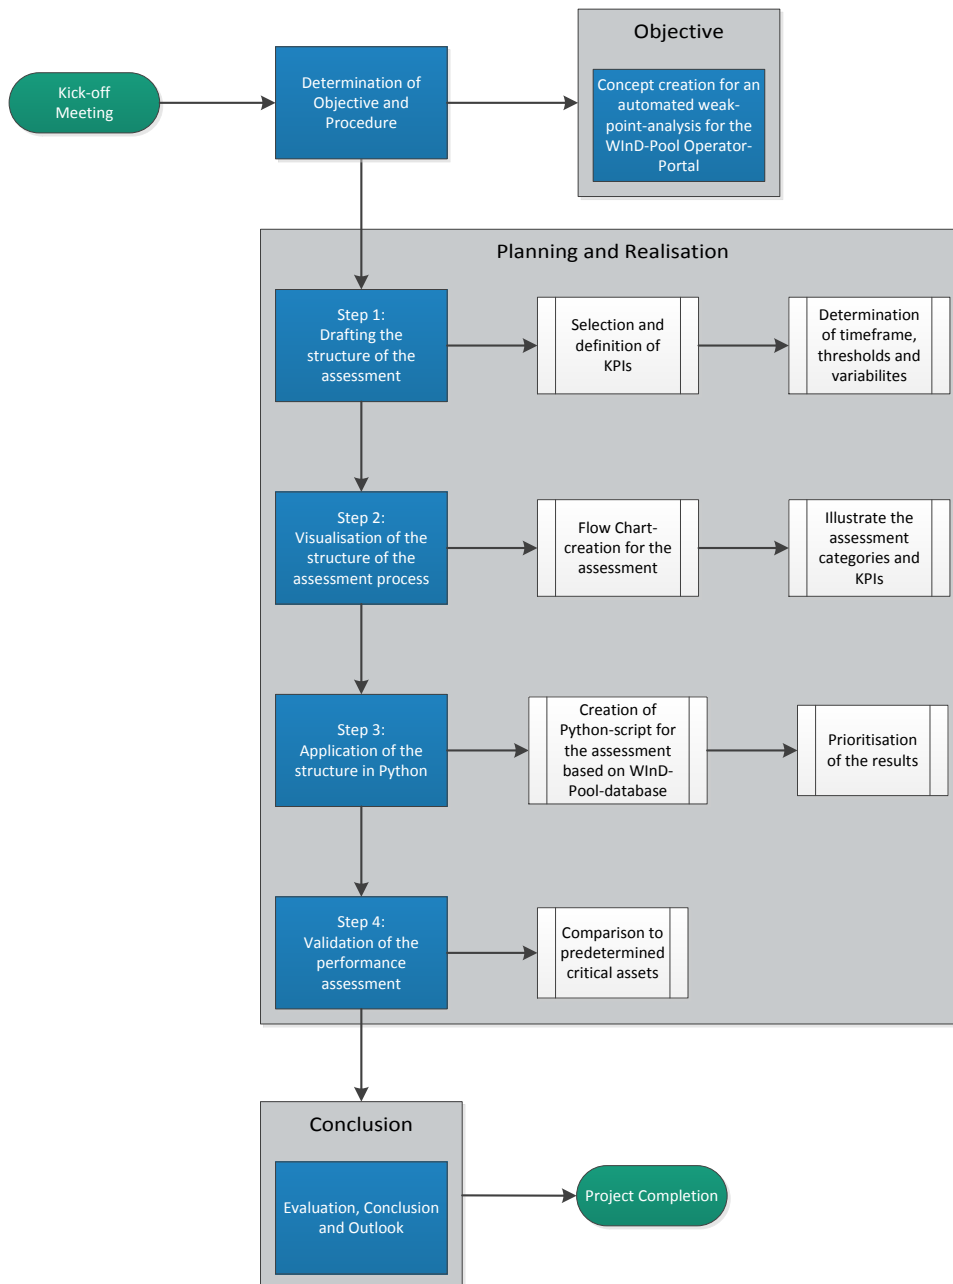 Kick-off
Meeting
Determination of
Objective and
Procedure
Objective
Concept creation for an
automated weak-
point-analysis for the
WInD-Pool Operator-
Portal
Planning and Realisation
Step 1:
Drafting the
structure of the
assessment
Selection and
definition of
KPIs
Determination
of timeframe,
thresholds and
variabilites
Step 2:
Visualisation of the
structure of the
assessment process
Flow Chart-
creation for the
assessment
Illustrate the
assessment
categories and
KPIs
Step 3:
Application of the
structure in Python
Creation of
Python-script for
the assessment
based on WInD-
Pool-database
Prioritisation
of the results
Step 4:
Validation of the
performance
assessment
Comparison to
predetermined
critical assets
Conclusion
Evaluation, Conclusion
and Outlook
Project Completion